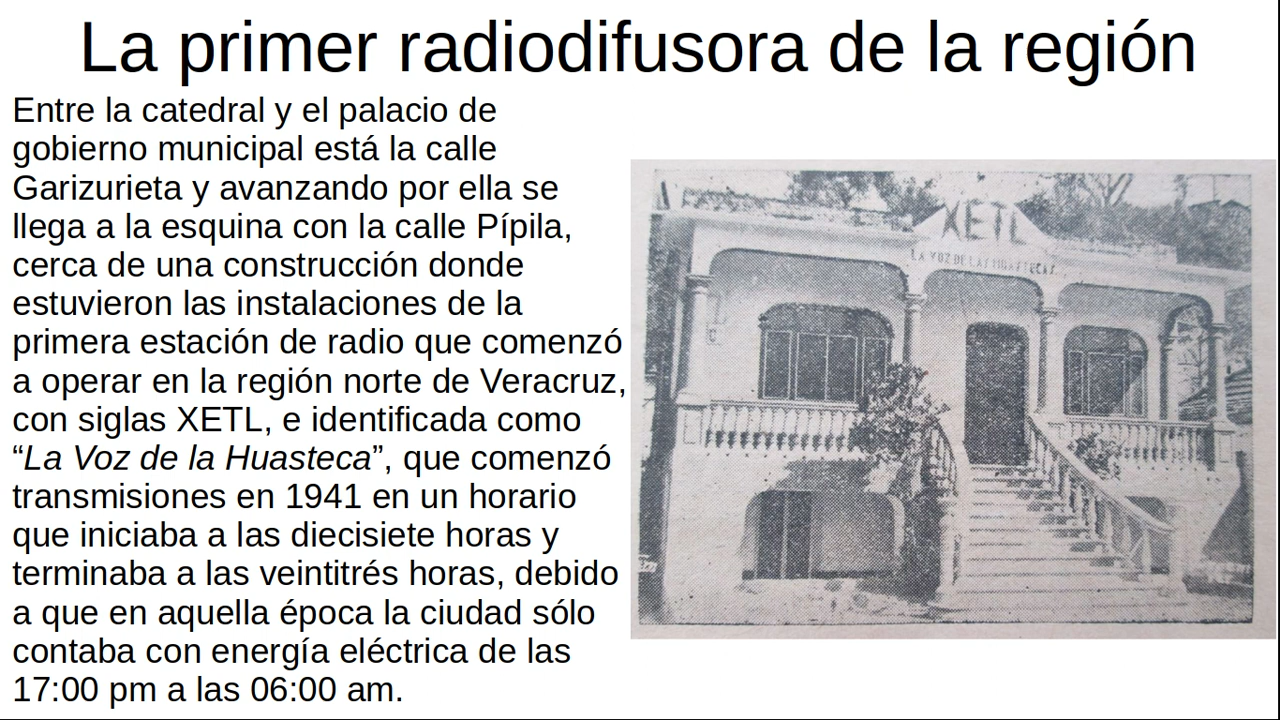 La primer radiodifusora de la región
Entre la catedral y el palacio de
gobierno municipal está la calle
Garizurieta y avanzando por ella se
llega a la esquina con la calle Pípila,
cerca de una construcción donde
estuvieron las instalaciones de la
primera estación de radio que comenzó
a operar en la región norte de Veracruz,
con siglas XETL, e identificada como
“La Voz de la Huasteca”, que comenzó
transmisiones en 1941 en un horario
que iniciaba a las diecisiete horas y
terminaba a las veintitrés horas, debido
a que en aquella época la ciudad sólo
contaba con energía eléctrica de las
17:00 pm a las 06:00 am.
XETL
LA VOZ DE LAS HUASTECAS